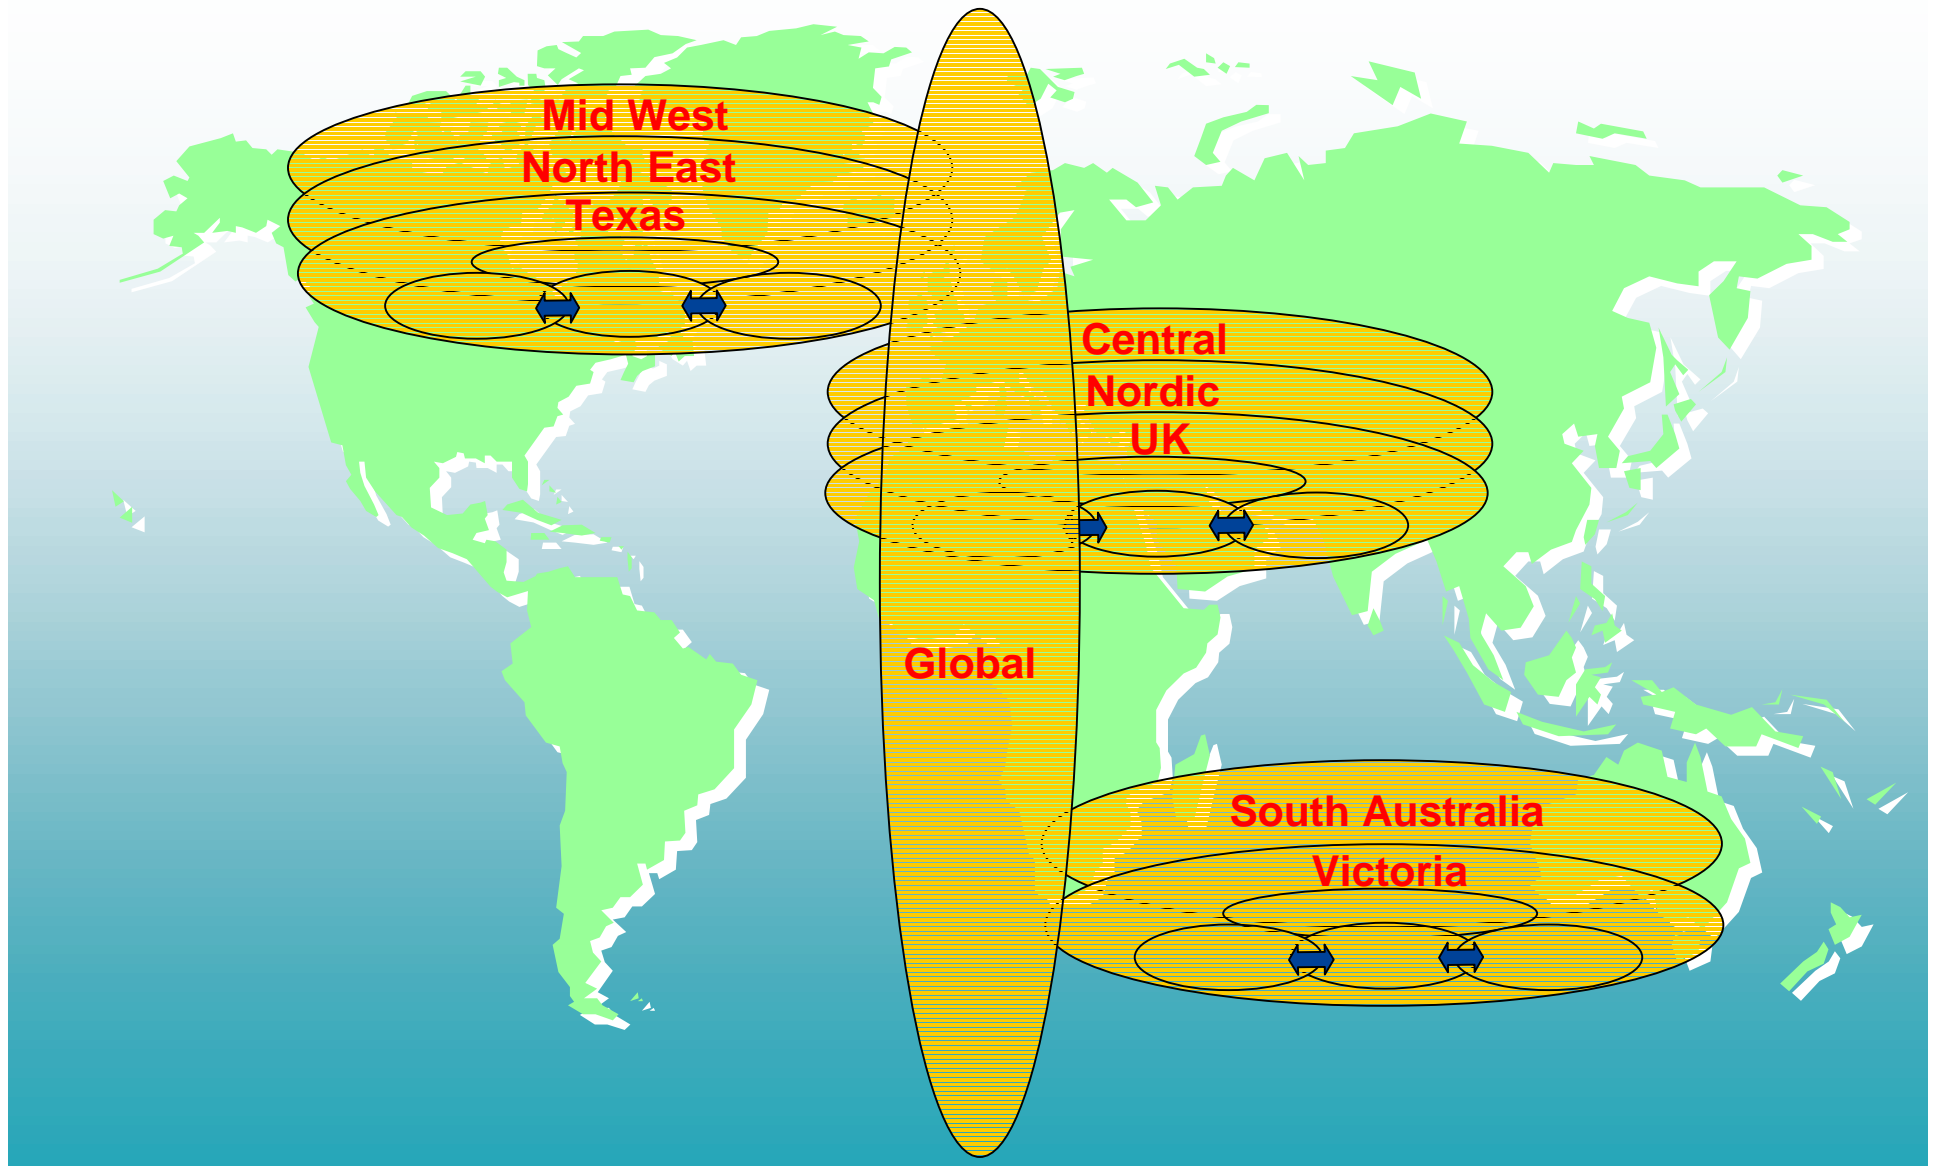 Mid West
North East
Texas
Central
Nordic
UK
Global
South Australia
Victoria